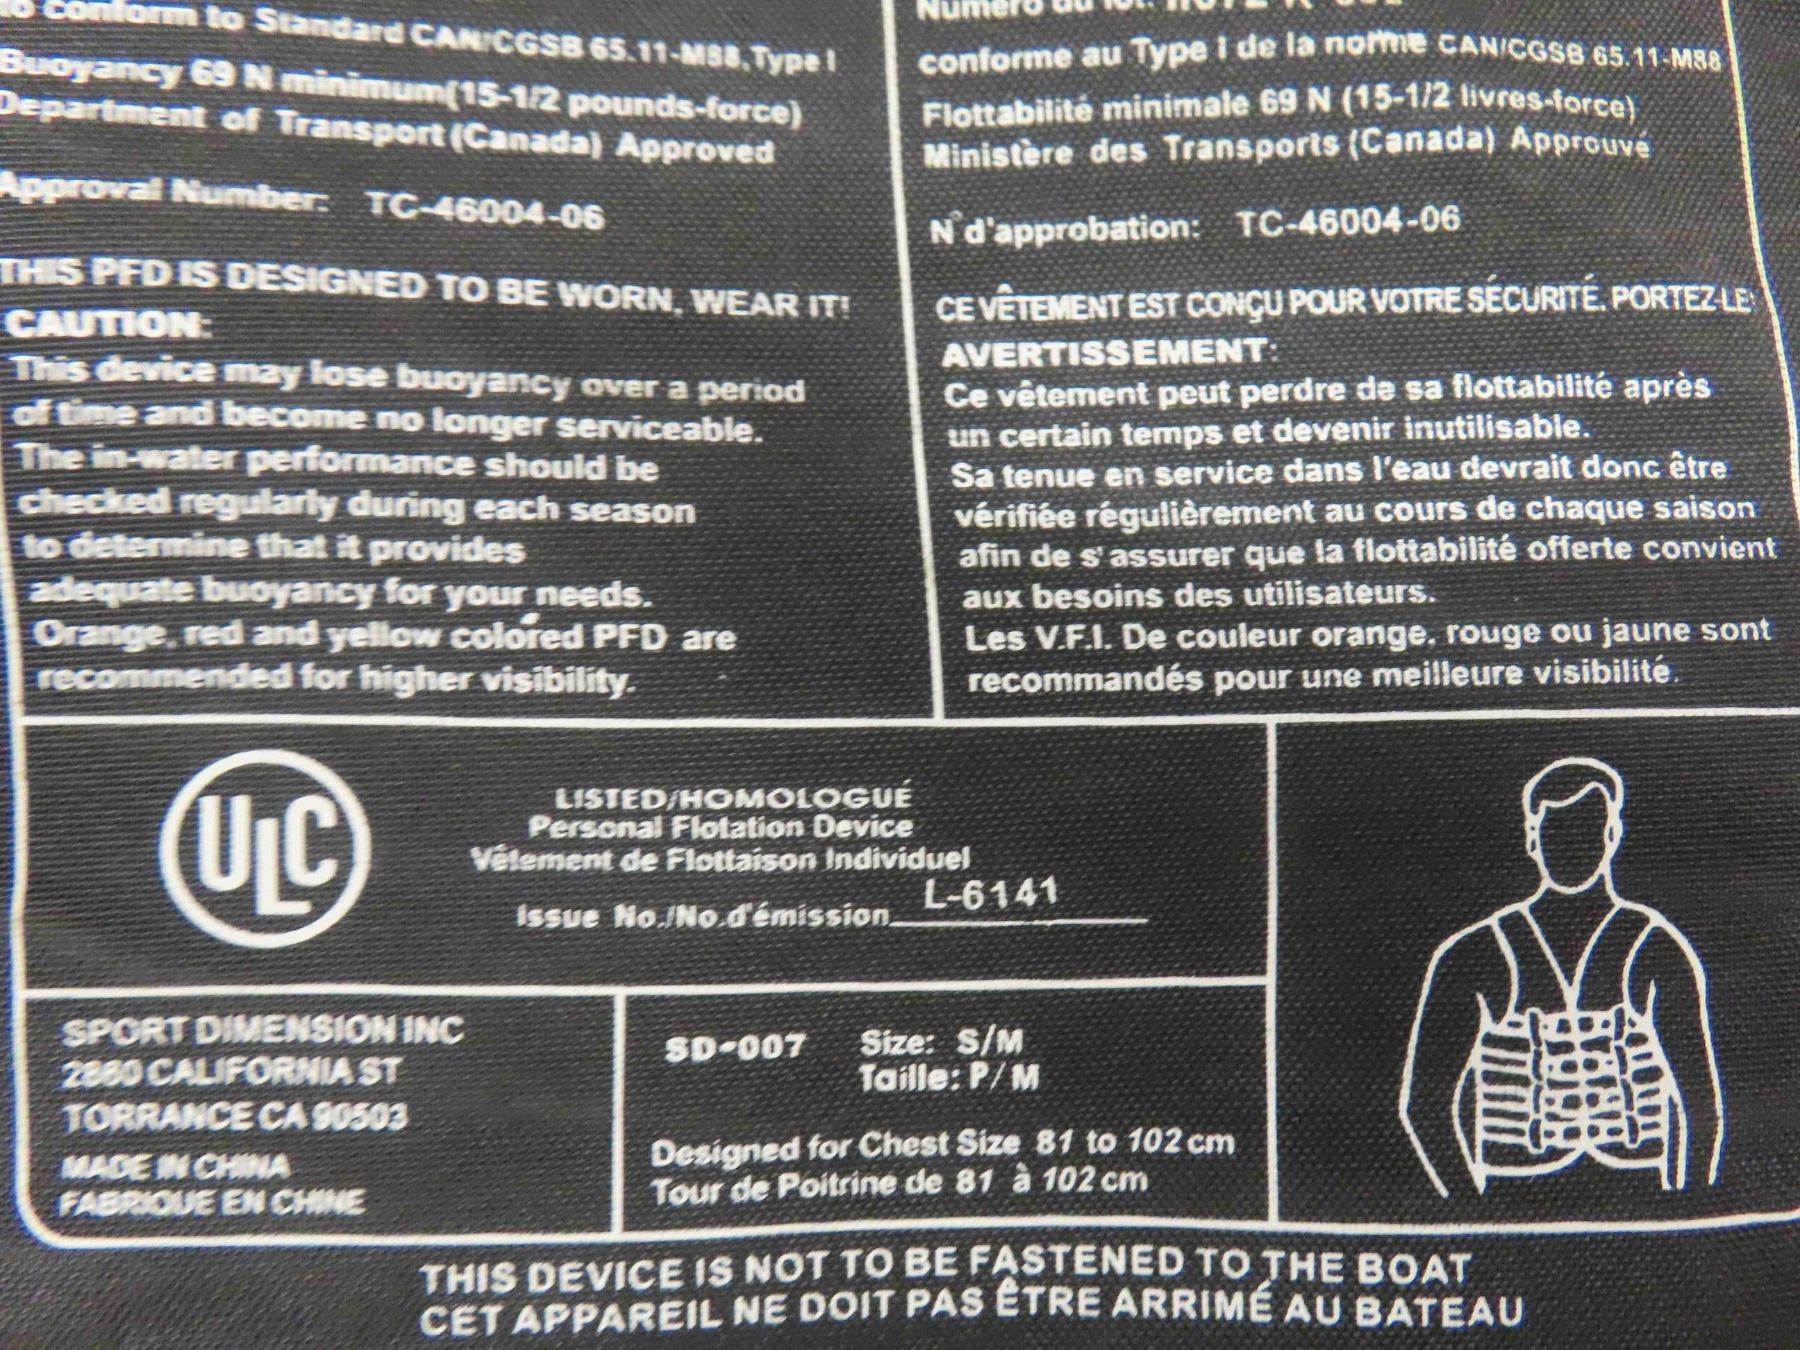 to conform to Standard CAN/CGSB 65.11-M88, Type I
Buoyancy 69 N minimum(15-1/2 pounds-force)
Department of Transport (Canada) Approved
Approval Number: TC-46004-06
THIS PFD IS DESIGNED TO BE WORN, WEAR IT!
CAUTION:
This device may lose buoyancy over a period
of time and become no longer serviceable.
The in-water performance should be
checked regularly during each season
to determine that it provides
adequate buoyancy for your needs.
Orange, red and yellow colored PFD are
recommended for higher visibility.
Numéro du lot:
conforme au Type I de la norme CAN/CGSB 65.11-M88
Flottabilité minimale 69 N (15-1/2 livres-force)
Ministère des Transports (Canada) Approuvé
N° d'approbation: TC-46004-06
CE VÊTEMENT EST CONÇU POUR VOTRE SÉCURITÉ. PORTEZ-LE!
AVERTISSEMENT:
Ce vêtement peut perdre de sa flottabilité après
un certain temps et devenir inutilisable.
Sa tenue en service dans l'eau devrait donc être
vérifiée régulièrement au cours de chaque saison
afin de s'assurer que la flottabilité offerte convient
aux besoins des utilisateurs.
Les V.F.I. De couleur orange, rouge ou jaune sont
recommandés pour une meilleure visibilité.
ULC
LISTED/HOMOLOGUÉ
Personal Flotation Device
Vêtement de Flottaison Individuel
Issue No./No.d'émission L-6141
SPORT DIMENSION INC
2860 CALIFORNIA ST
TORRANCE CA 90503
MADE IN CHINA
FABRIQUE EN CHINE
SD-007 Size: S/M
Taille: P/M
Designed for Chest Size 81 to 102 cm
Tour de Poitrine de 81 à 102 cm
THIS DEVICE IS NOT TO BE FASTENED TO THE BOAT
CET APPAREIL NE DOIT PAS ÊTRE ARRIMÉ AU BATEAU